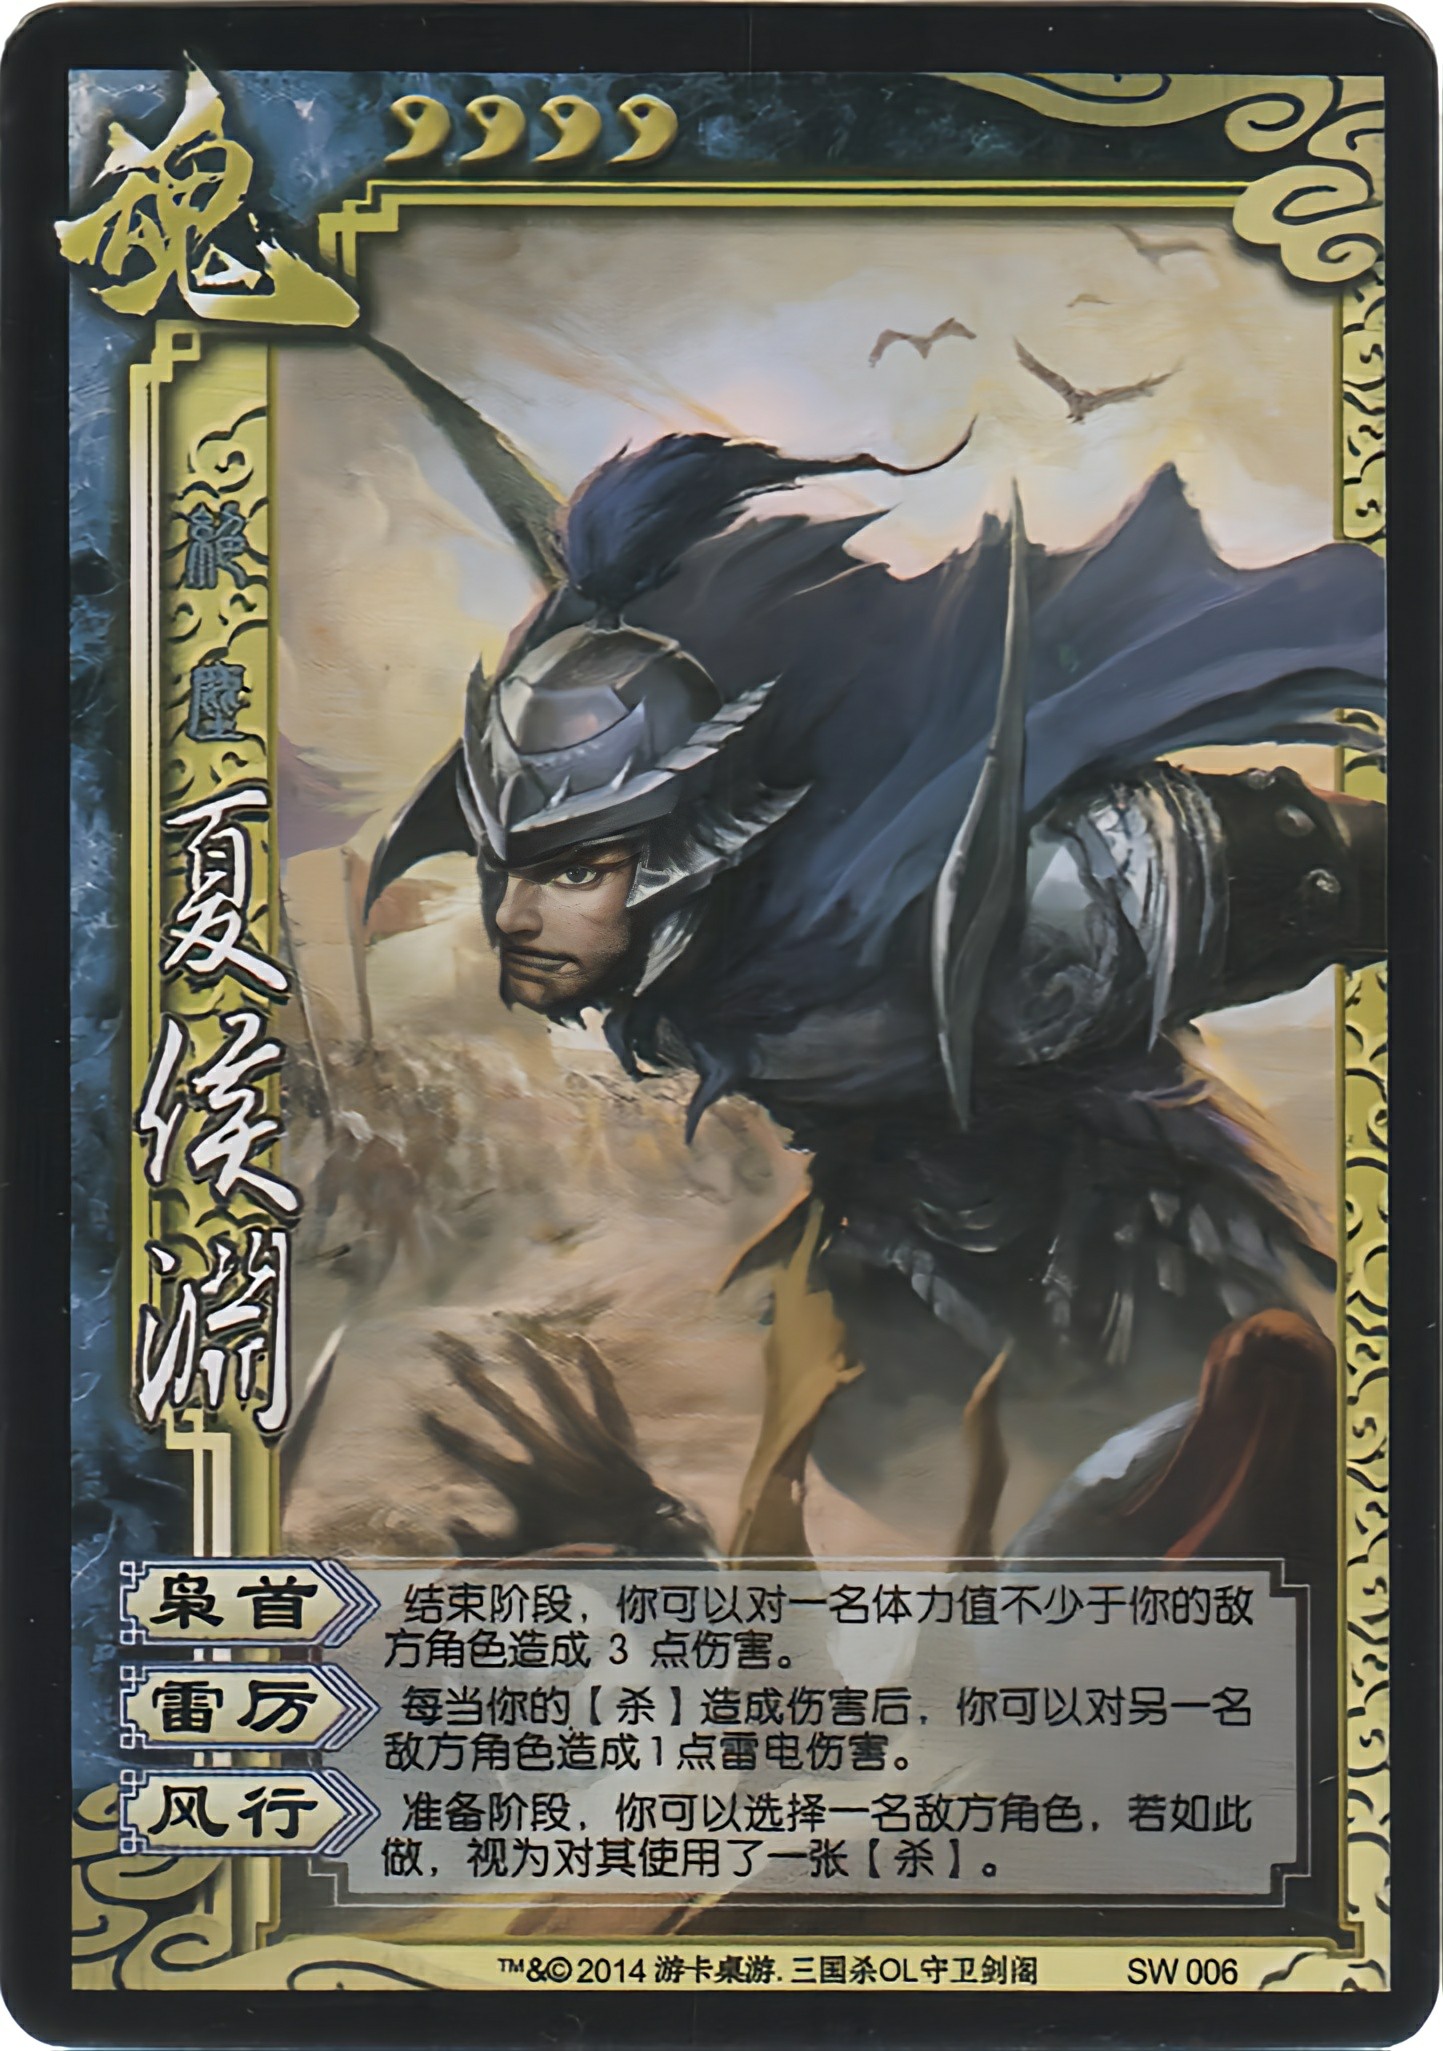 魂
夏侯渊
枭首
结束阶段，你可以对一名体力值不少于你的敌
方角色造成 3 点伤害。
雷厉
每当你的【杀】造成伤害后，你可以对另一名
敌方角色造成1点雷电伤害。
风行
准备阶段，你可以选择一名敌方角色，若如此
做，视为对其使用了一张【杀】。
™&©2014 游卡桌游. 三国杀OL守卫剑阁
SW 006